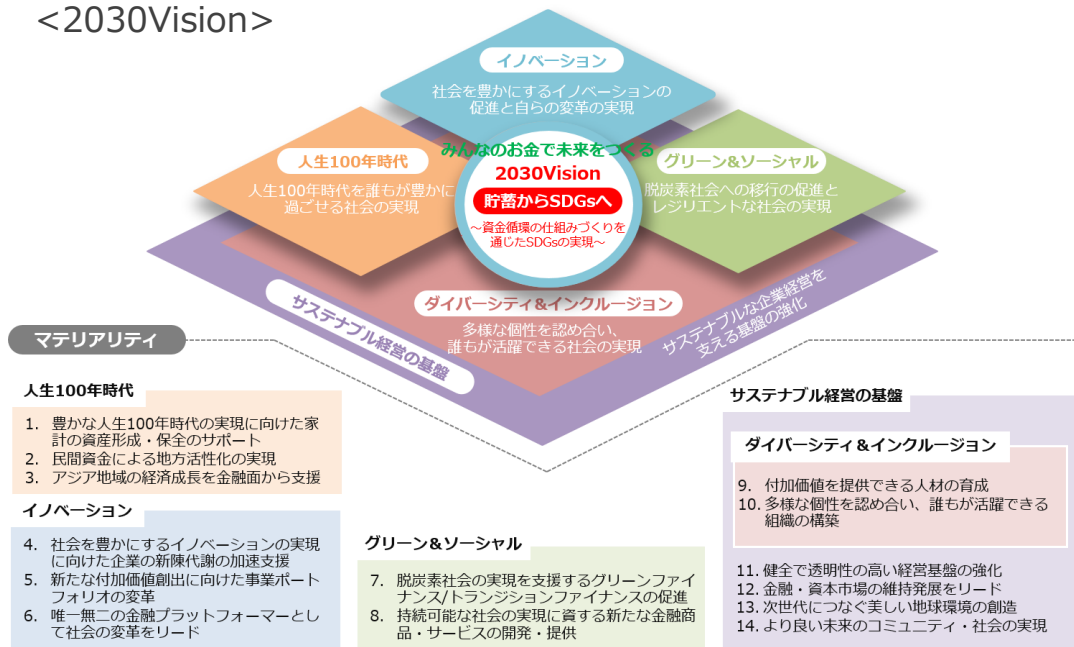 <2030Vision>
イノベーション
社会を豊かにするイノベーションの
促進と自らの変革の実現
人生100年時代
人生100年時代を誰もが豊かに
過ごせる社会の実現
みんなのお金で未来をつくる
2030Vision
貯蓄からSDGsへ
～資金循環の仕組みづくりを
通じたSDGsの実現～
グリーン&ソーシャル
脱炭素社会への移行の促進と
レジリエントな社会の実現
ダイバーシティ&インクルージョン
多様な個性を認め合い、
誰もが活躍できる社会の実現
サステナブル経営の基盤
サステナブルな企業経営を
支える基盤の強化
マテリアリティ
人生100年時代
1. 豊かな人生100年時代の実現に向けた家
計の資産形成・保全のサポート
2. 民間資金による地方活性化の実現
3. アジア地域の経済成長を金融面から支援
イノベーション
4. 社会を豊かにするイノベーションの実現
に向けた企業の新陳代謝の加速支援
5. 新たな付加価値創出に向けた事業ポート
フォリオの変革
6. 唯一無二の金融プラットフォーマーとし
て社会の変革をリード
グリーン&ソーシャル
7. 脱炭素社会の実現を支援するグリーンファイ
ナンス/トランジションファイナンスの促進
8. 持続可能な社会の実現に資する新たな金融商
品・サービスの開発・提供
サステナブル経営の基盤
ダイバーシティ&インクルージョン
9. 付加価値を提供できる人材の育成
10. 多様な個性を認め合い、誰もが活躍できる
組織の構築
11. 健全で透明性の高い経営基盤の強化
12. 金融・資本市場の維持発展をリード
13. 次世代につなぐ美しい地球環境の創造
14. より良い未来のコミュニティ・社会の実現